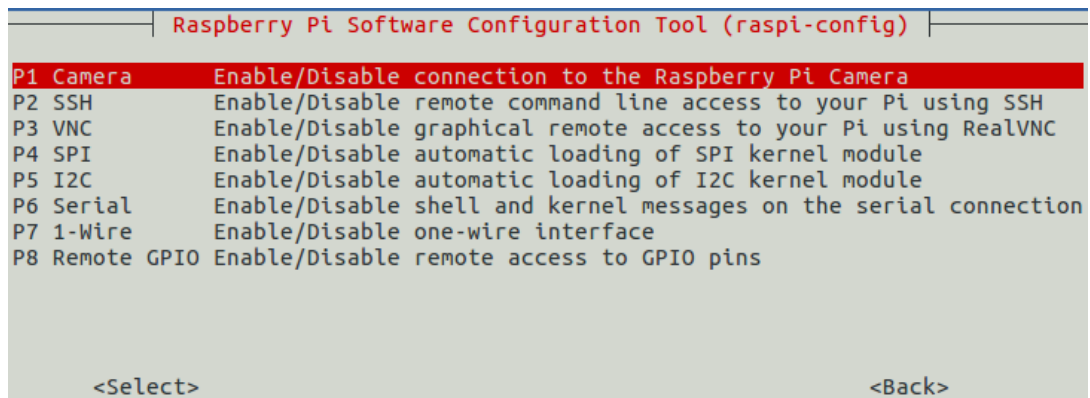 Raspberry Pi Software Configuration Tool (raspi-config)
P1 Camera Enable/Disable connection to the Raspberry Pi Camera
P2 SSH Enable/Disable remote command line access to your Pi using SSH
P3 VNC Enable/Disable graphical remote access to your Pi using RealVNC
P4 SPI Enable/Disable automatic loading of SPI kernel module
P5 I2C Enable/Disable automatic loading of I2C kernel module
P6 Serial Enable/Disable shell and kernel messages on the serial connection
P7 1-Wire Enable/Disable one-wire interface
P8 Remote GPIO Enable/Disable remote access to GPIO pins
<Select> <Back>